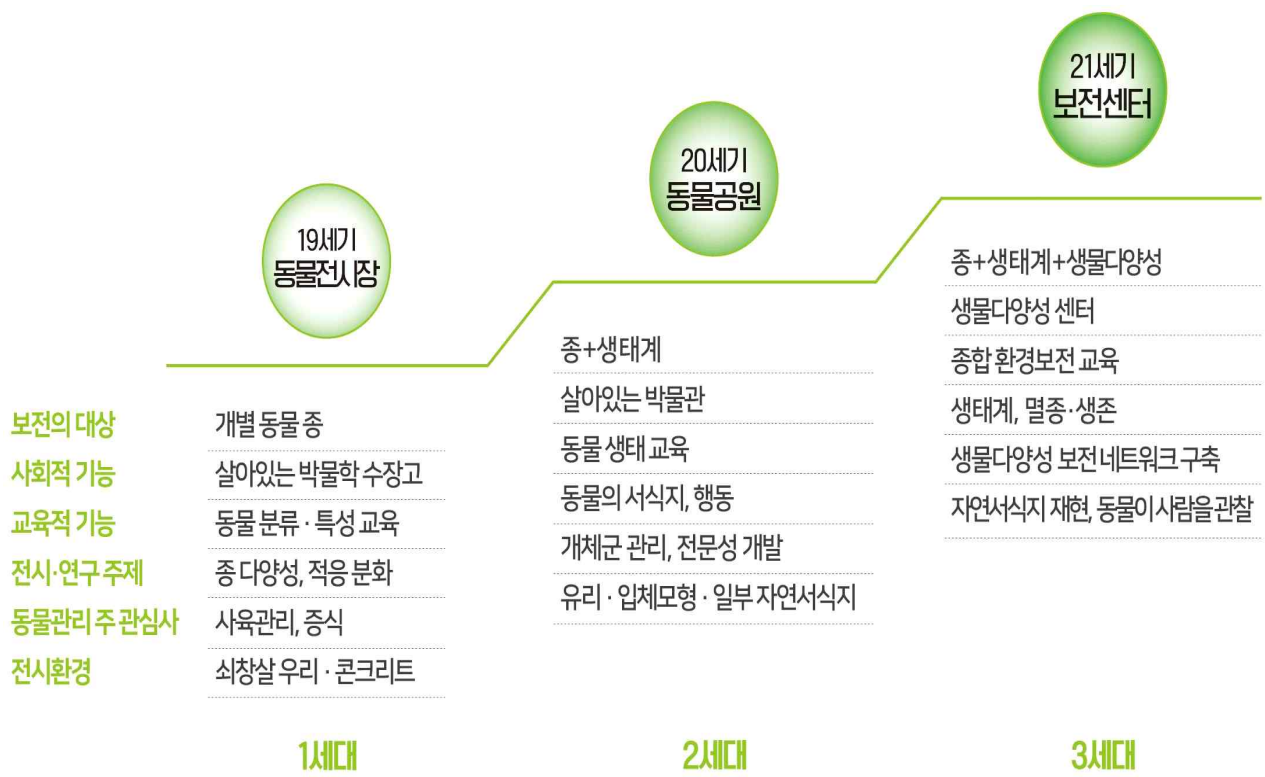 19세기
동물전시장
20세기
동물공원
21세기
보전센터
보전의 대상
사회적 기능
교육적 기능
전시·연구 주제
동물관리 주 관심사
전시환경
개별 동물 종
살아있는 박물학 수장고
동물 분류 · 특성 교육
종 다양성, 적응 분화
사육관리, 증식
쇠창살 우리 · 콘크리트
1세대
종+생태계
살아있는 박물관
동물 생태 교육
동물의 서식지, 행동
개체군 관리, 전문성 개발
유리 · 입체모형 · 일부 자연서식지
2세대
종+생태계+생물다양성
생물다양성 센터
종합 환경보전 교육
생태계, 멸종·생존
생물다양성 보전 네트워크 구축
자연서식지 재현, 동물이 사람을 관찰
3세대